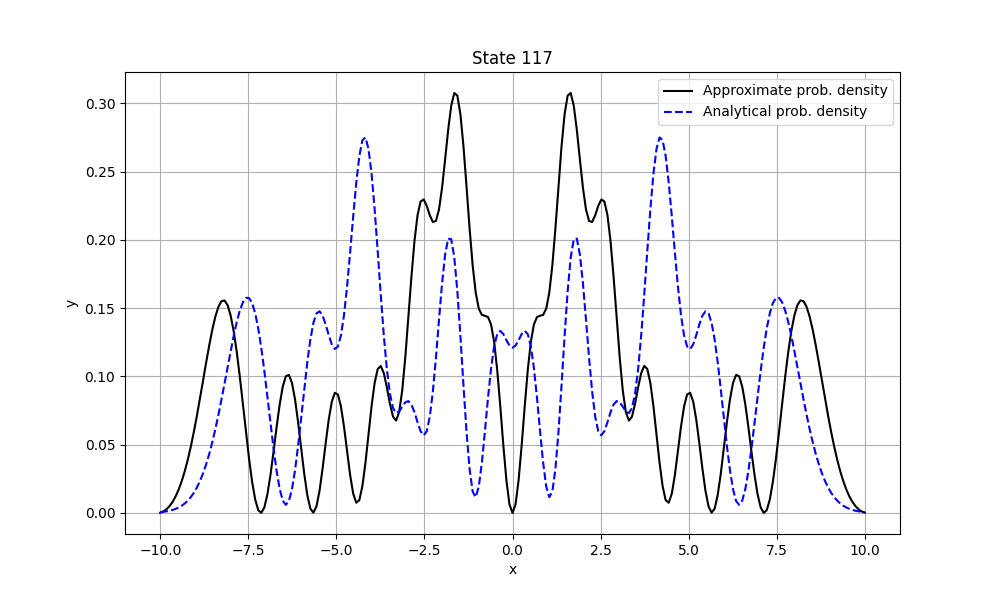 State 117
Approximate prob. density
Analytical prob. density
y
0.30
0.25
0.20
0.15
0.10
0.05
0.00
−10.0 −7.5 −5.0 −2.5 0.0 2.5 5.0 7.5 10.0
x